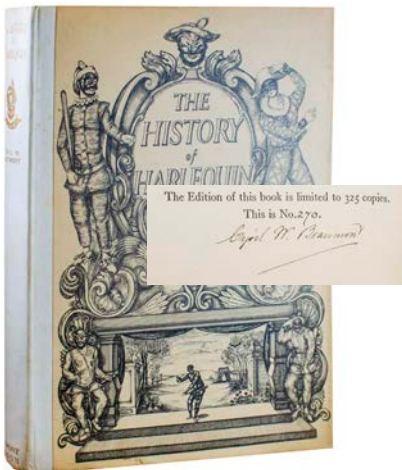 THE
HISTORY
of
HARLEQUIN
The Edition of this book is limited to 325 copies.
This is No. 270.
Cyril W. Beaumont